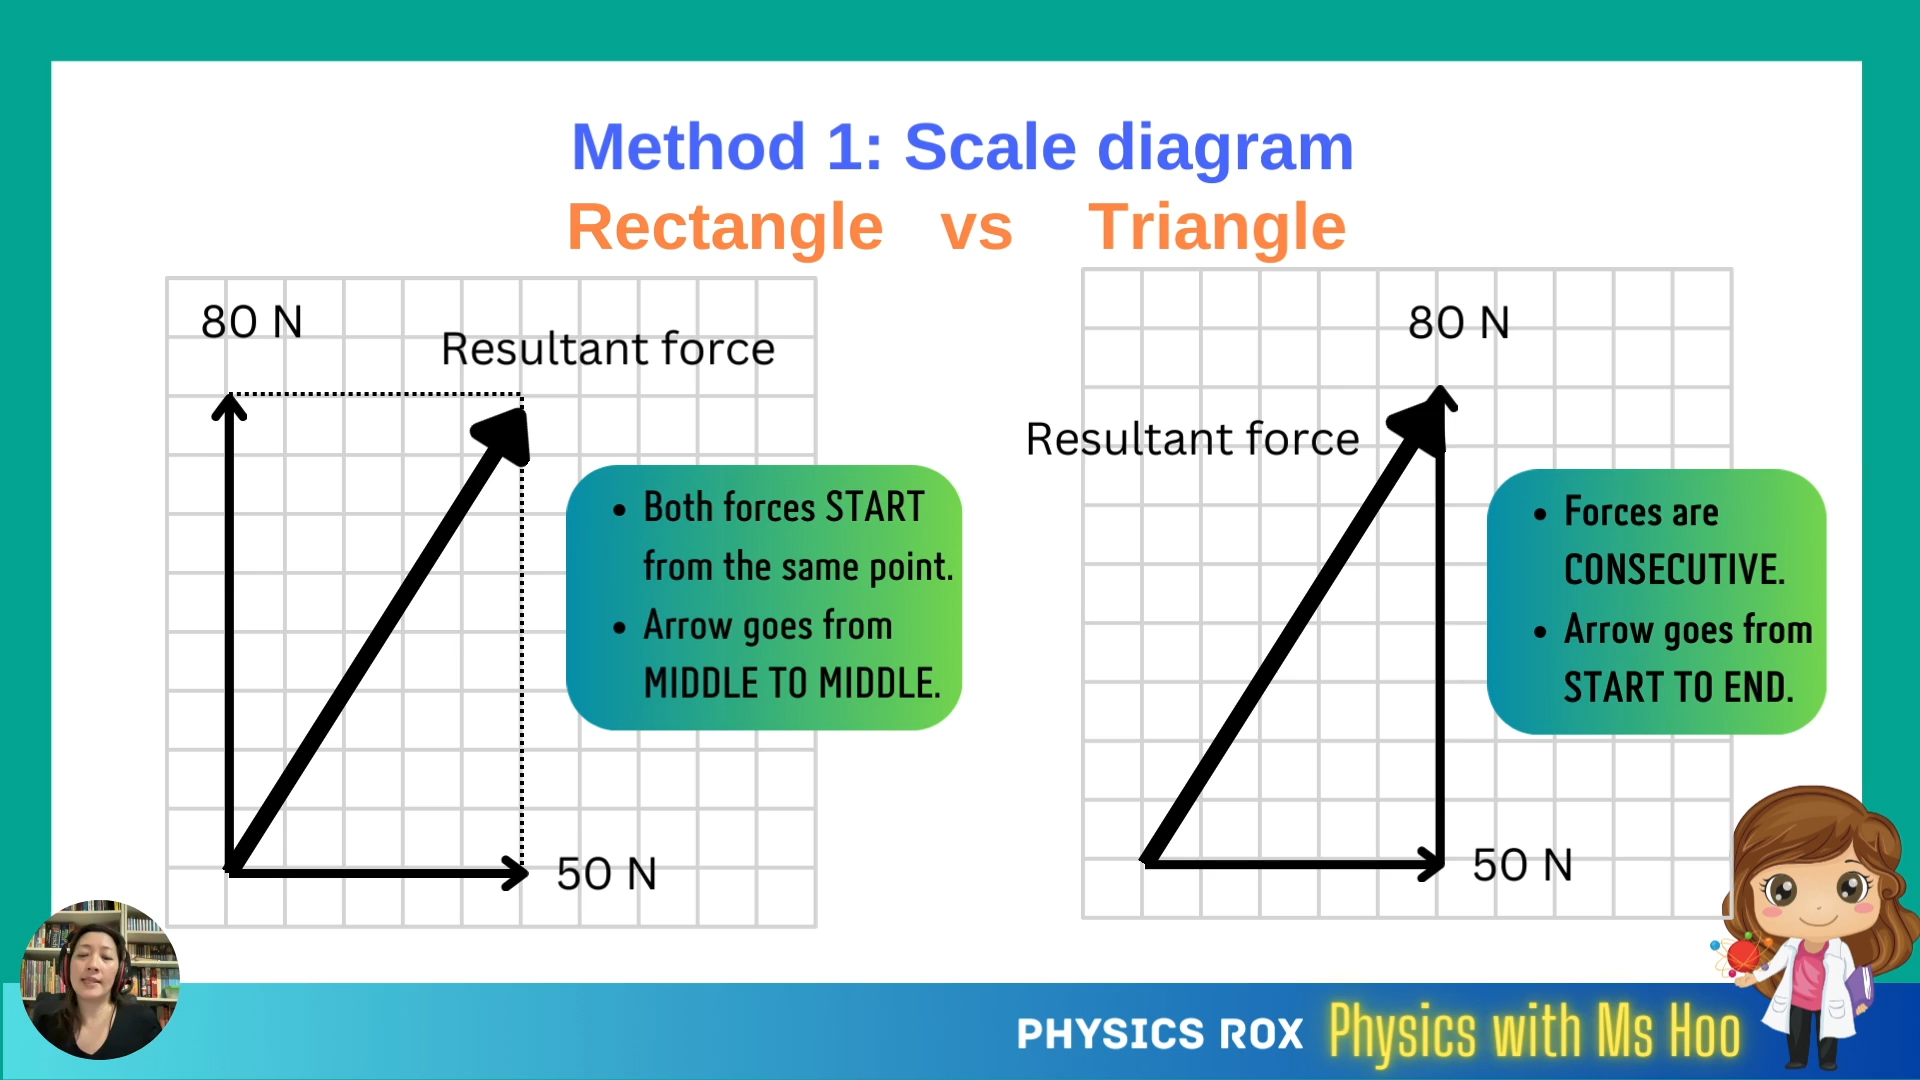 Method 1: Scale diagram
Rectangle vs Triangle
80 N
Resultant force
• Both forces START
from the same point.
• Arrow goes from
MIDDLE TO MIDDLE.
50 N
80 N
Resultant force
• Forces are
CONSECUTIVE.
• Arrow goes from
START TO END.
50 N
PHYSICS ROX Physics with Ms Hoo